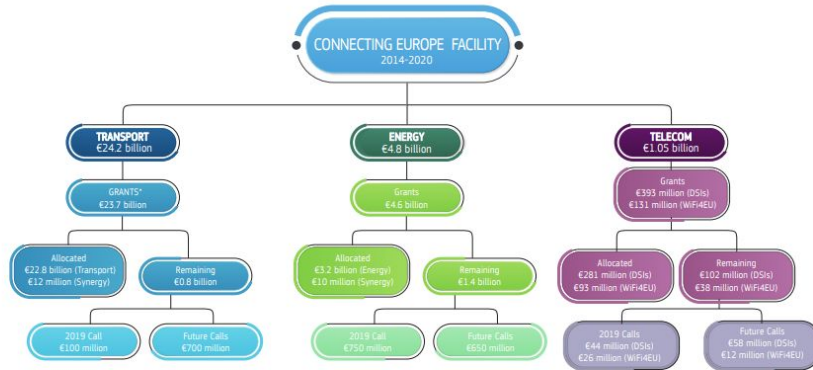 CONNECTING EUROPE FACILITY
2014-2020
TRANSPORT
€24.2 billion
ENERGY
€4.8 billion
TELECOM
€1.05 billion
GRANTS*
€23.7 billion
Grants
€4.6 billion
Grants
€393 million (DSIs)
€131 million (WiFi4EU)
Allocated
€22.8 billion (Transport)
€12 million (Synergy)
Remaining
€0.8 billion
Allocated
€3.2 billion (Energy)
€10 million (Synergy)
Remaining
€1.4 billion
Allocated
€281 million (DSIs)
€93 million (WiFi4EU)
Remaining
€102 million (DSIs)
€38 million (WiFi4EU)
2019 Call
€100 million
Future Calls
€700 million
2019 Call
€750 million
Future Calls
€650 million
2019 Calls
€44 million (DSIs)
€26 million (WiFi4EU)
Future Calls
€58 million (DSIs)
€12 million (WiFi4EU)